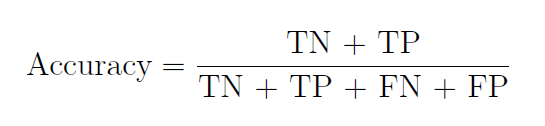 Accuracy = (TN + TP) / (TN + TP + FN + FP)